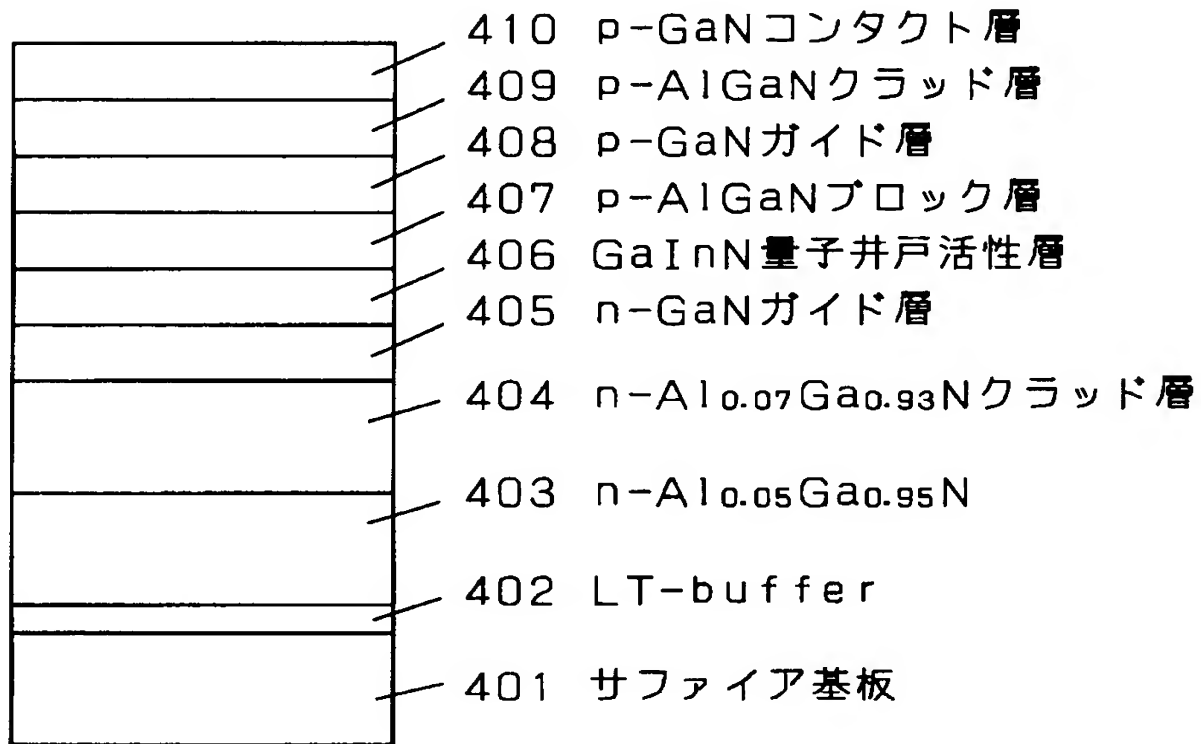 410 p-GaNコンタクト層
409 p-AlGaNクラッド層
408 p-GaNガイド層
407 p-AlGaNブロック層
406 GaInN量子井戸活性層
405 n-GaNガイド層
404 n-Al0.07Ga0.93Nクラッド層
403 n-Al0.05Ga0.95N
402 LT-buffer
401 サファイア基板